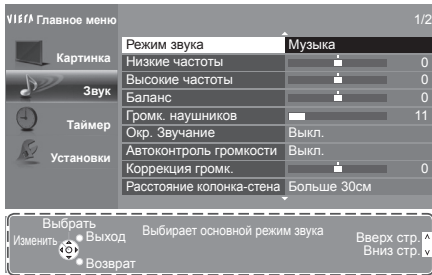 VIErA Главное меню 1/2
Картинка
Звук
Таймер
Установки
Режим звука Музыка
Низкие частоты 0
Высокие частоты 0
Баланс 0
Громк. наушников 11
Окр. Звучание Выкл.
Автоконтроль громкости Выкл.
Коррекция громк. 0
Расстояние колонка-стена Больше 30см
Выбрать
Изменить Выход
Возврат
Выбирает основной режим звука
Вверх стр.
Вниз стр.